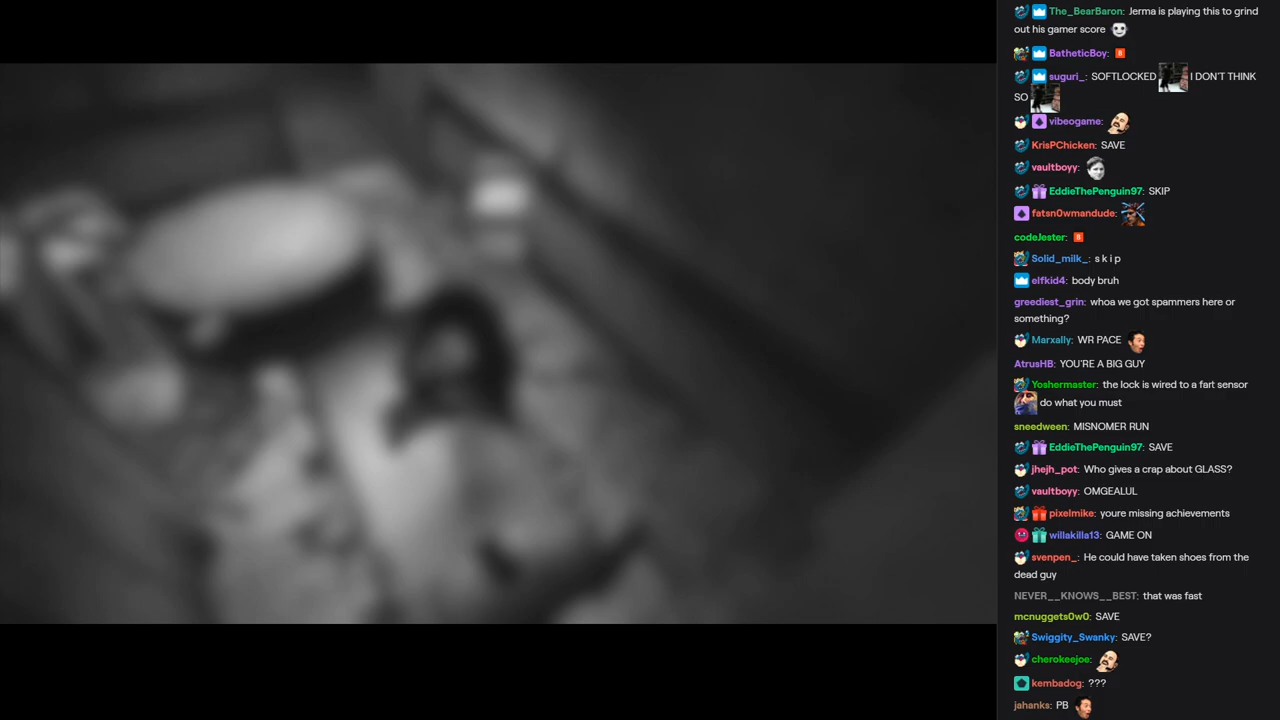 The_BearBaron: Jerma is playing this to grind
out his gamer score
BatheticBoy:
suguri_: SOFTLOCKED I DON'T THINK
SO
vibeogame:
KrisPChicken: SAVE
vaultboyy:
EddieThePenguin97: SKIP
fatsn0wmandude:
codeJester:
Solid_milk_: s k i p
elfkid4: body bruh
greediest_grin: whoa we got spammers here or
something?
Marxally: WR PACE
AtrusHB: YOU'RE A BIG GUY
Yoshermaster: the lock is wired to a fart sensor
do what you must
sneedween: MISNOMER RUN
EddieThePenguin97: SAVE
jhejh_pot: Who gives a crap about GLASS?
vaultboyy: OMGEALUL
pixelmike: youre missing achievements
willakilla13: GAME ON
svenpen_: He could have taken shoes from the
dead guy
NEVER__KNOWS__BEST: that was fast
mcnuggets0w0: SAVE
Swiggity_Swanky: SAVE?
cherokeejoe:
kembadog: ???
jahanks: PB